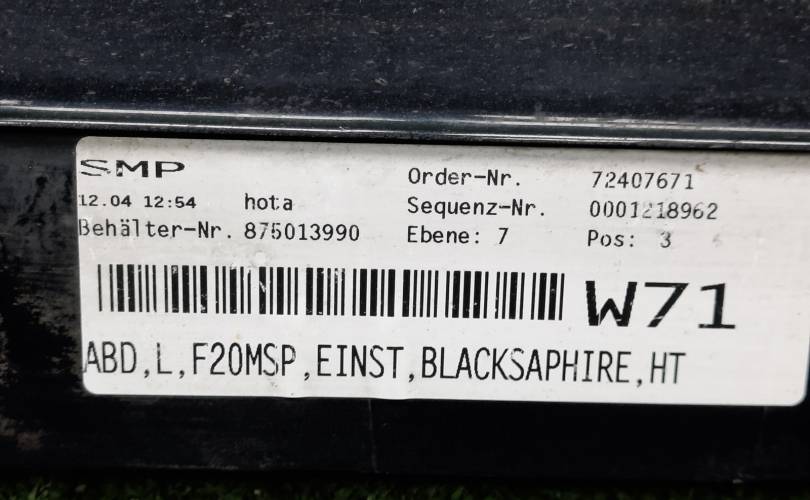 SMP
Order-Nr. 72407671
12.04 12:54 hota
Sequenz-Nr. 0001218962
Behälter-Nr. 875013990
Ebene: 7 Pos: 3
W71
ABD,L,F20MSP,EINST,BLACKSAPHIRE,HT